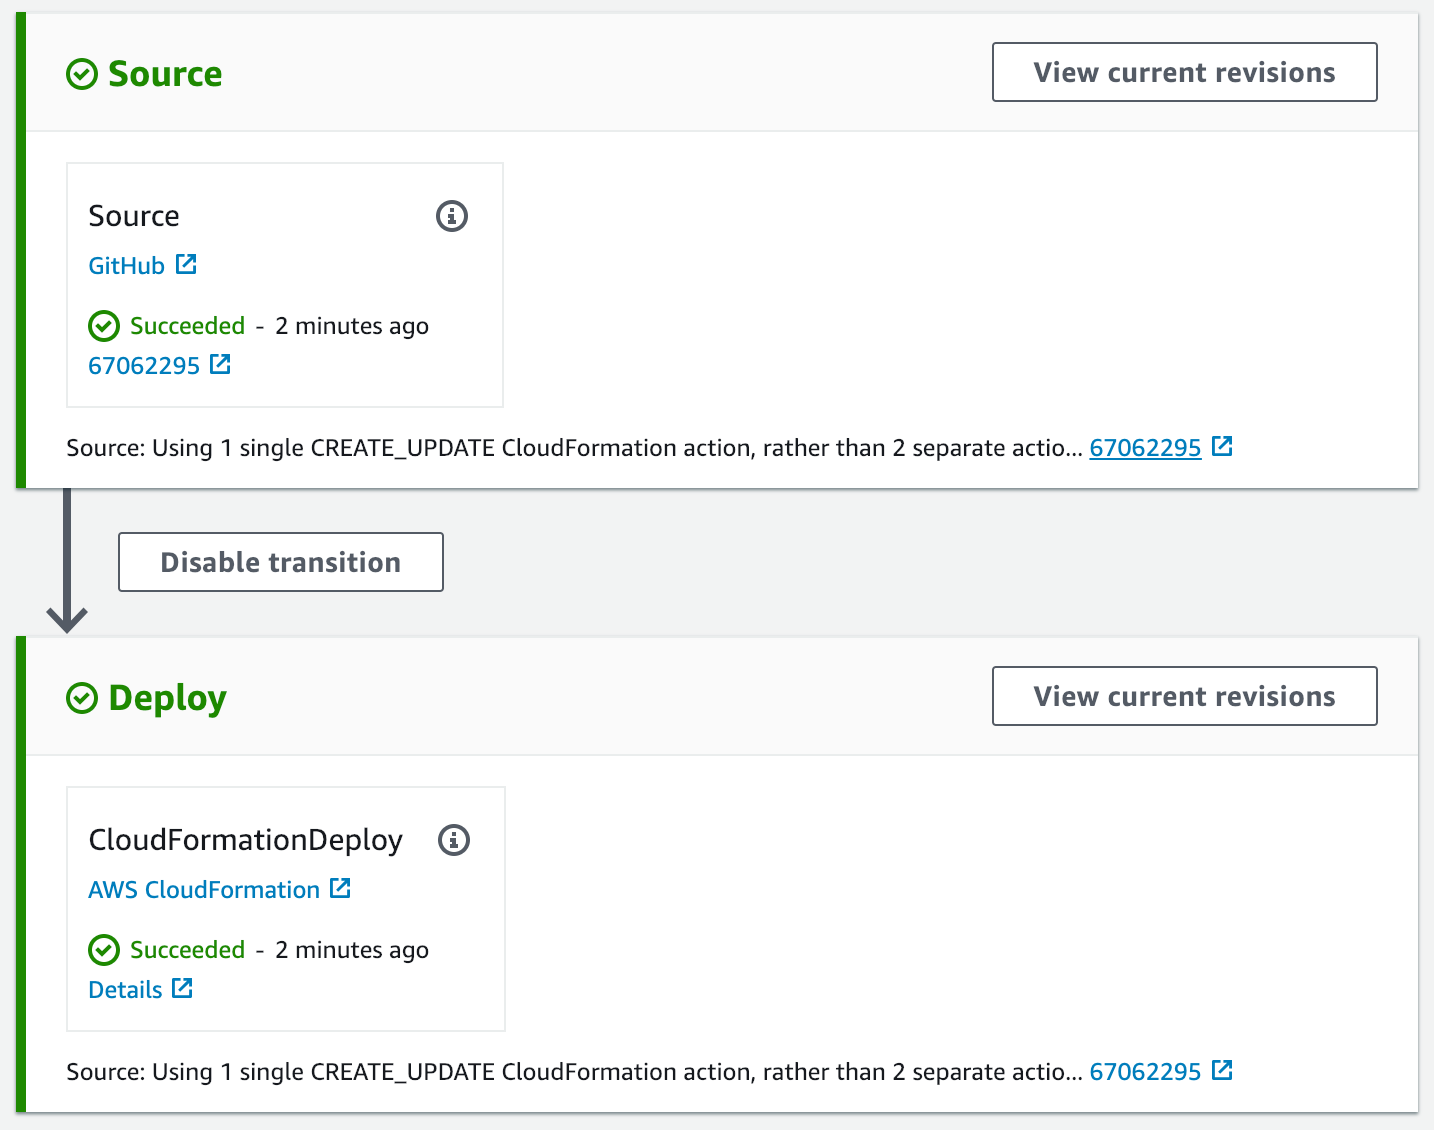 Source
View current revisions
Source
GitHub
Succeeded - 2 minutes ago
67062295
Source: Using 1 single CREATE_UPDATE CloudFormation action, rather than 2 separate actio... 67062295
Disable transition
Deploy
View current revisions
CloudFormationDeploy
AWS CloudFormation
Succeeded - 2 minutes ago
Details
Source: Using 1 single CREATE_UPDATE CloudFormation action, rather than 2 separate actio... 67062295